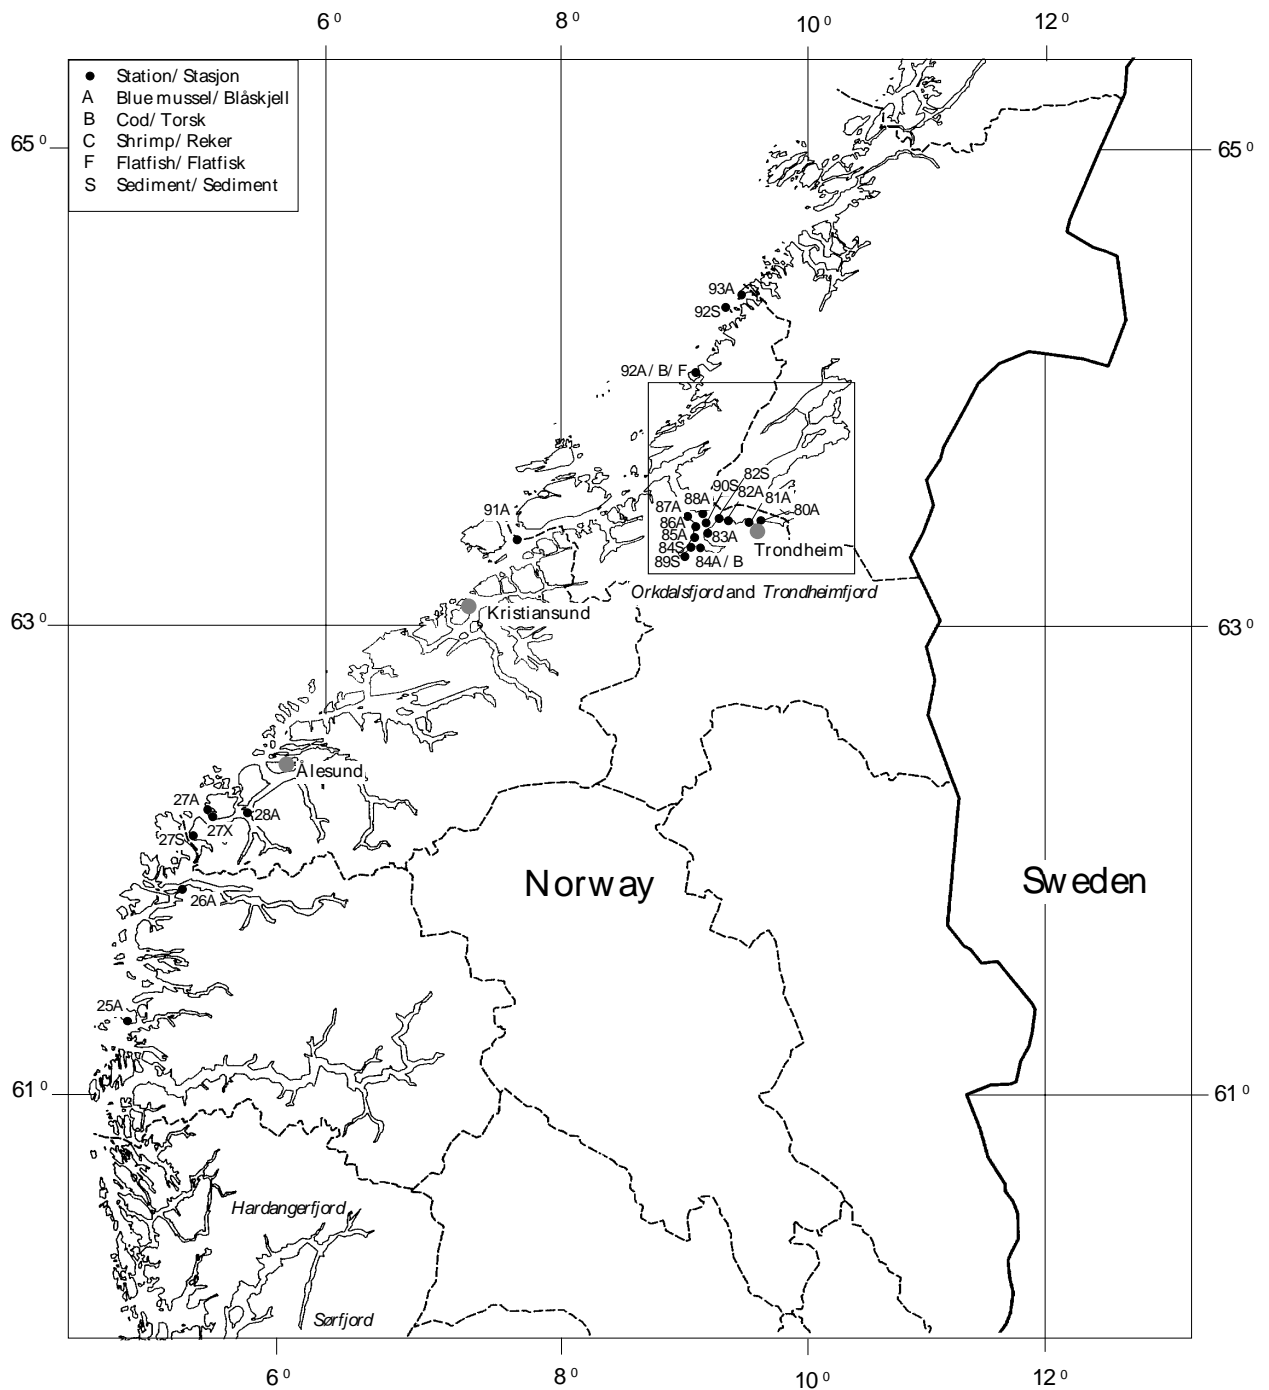 6⁰ 8⁰ 10⁰ 12⁰
Station/ Stasjon
A Blue mussel/ Blåskjell
B Cod/ Torsk
C Shrimp/ Reker
F Flatfish/ Flatfisk
S Sediment/ Sediment
65⁰ 65⁰
93A
92S
92A/ B/ F
82S
90S
82A
88A
81A
87A
80A
91A
86A
85A
83A
84S
Trondheim
89S
84A/ B
Orkdalsfjord and Trondheimfjord
Kristiansund
63⁰ 63⁰
Ålesund
27A
28A
27X
27S
Norway
Sweden
26A
25A
61⁰ 61⁰
Hardangerfjord
Sørfjord
6⁰ 8⁰ 10⁰ 12⁰